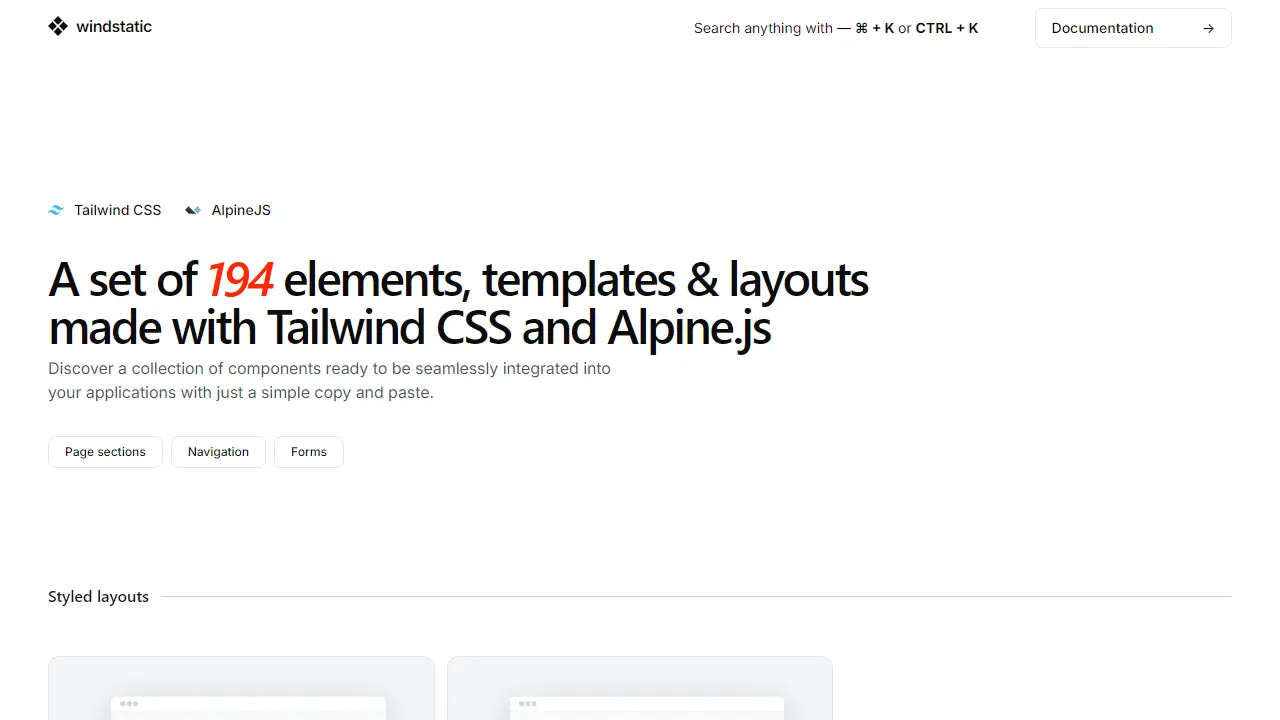 windstatic
Search anything with — ⌘ + K or CTRL + K
Documentation →
Tailwind CSS
AlpineJS
A set of 194 elements, templates & layouts
made with Tailwind CSS and Alpine.js
Discover a collection of components ready to be seamlessly integrated into
your applications with just a simple copy and paste.
Page sections
Navigation
Forms
Styled layouts